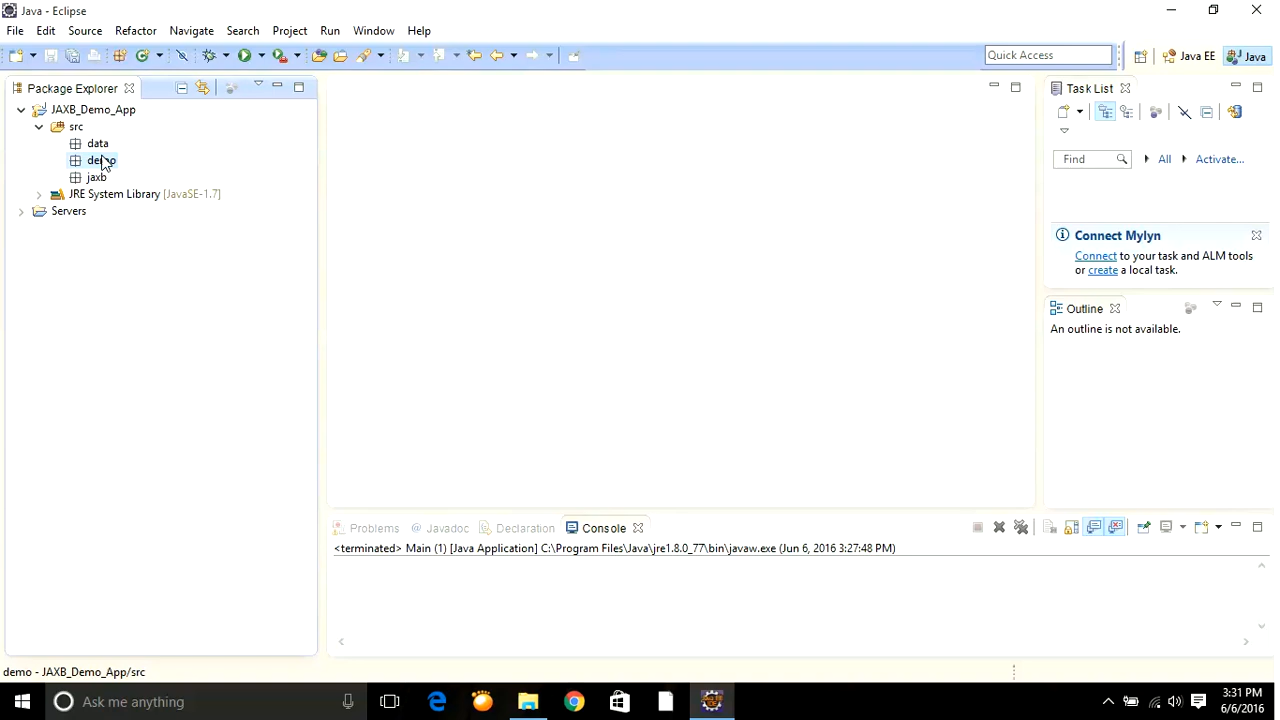 Java - Eclipse
File Edit Source Refactor Navigate Search Project Run Window Help
Quick Access
Java EE
Java
Package Explorer
JAXB_Demo_App
src
data
demo
jaxb
JRE System Library [JavaSE-1.7]
Servers
Task List
Find
All
Activate...
Connect Mylyn
Connect to your task and ALM tools
or create a local task.
Outline
An outline is not available.
Problems @ Javadoc Declaration Console
<terminated> Main (1) [Java Application] C:\Program Files\Java\jre1.8.0_77\bin\javaw.exe (Jun 6, 2016 3:27:48 PM)
demo - JAXB_Demo_App/src
Ask me anything
3:31 PM
6/6/2016